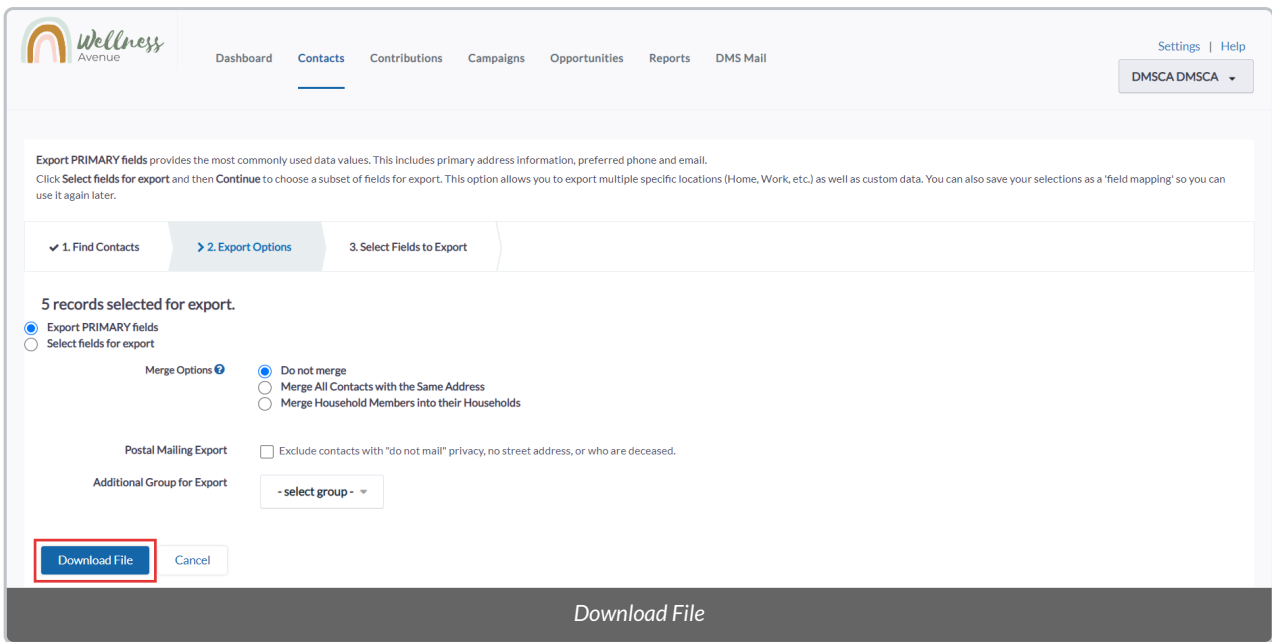 Wellness
Avenue
Dashboard Contacts Contributions Campaigns Opportunities Reports DMS Mail
Settings | Help
DMSCA DMSCA
Export PRIMARY fields provides the most commonly used data values. This includes primary address information, preferred phone and email.
Click Select fields for export and then Continue to choose a subset of fields for export. This option allows you to export multiple specific locations (Home, Work, etc.) as well as custom data. You can also save your selections as a 'field mapping' so you can
use it again later.
1. Find Contacts 2. Export Options 3. Select Fields to Export
5 records selected for export.
Export PRIMARY fields
Select fields for export
Merge Options Do not merge
Merge All Contacts with the Same Address
Merge Household Members into their Households
Postal Mailing Export Exclude contacts with "do not mail" privacy, no street address, or who are deceased.
Additional Group for Export - select group -
Download File Cancel
Download File